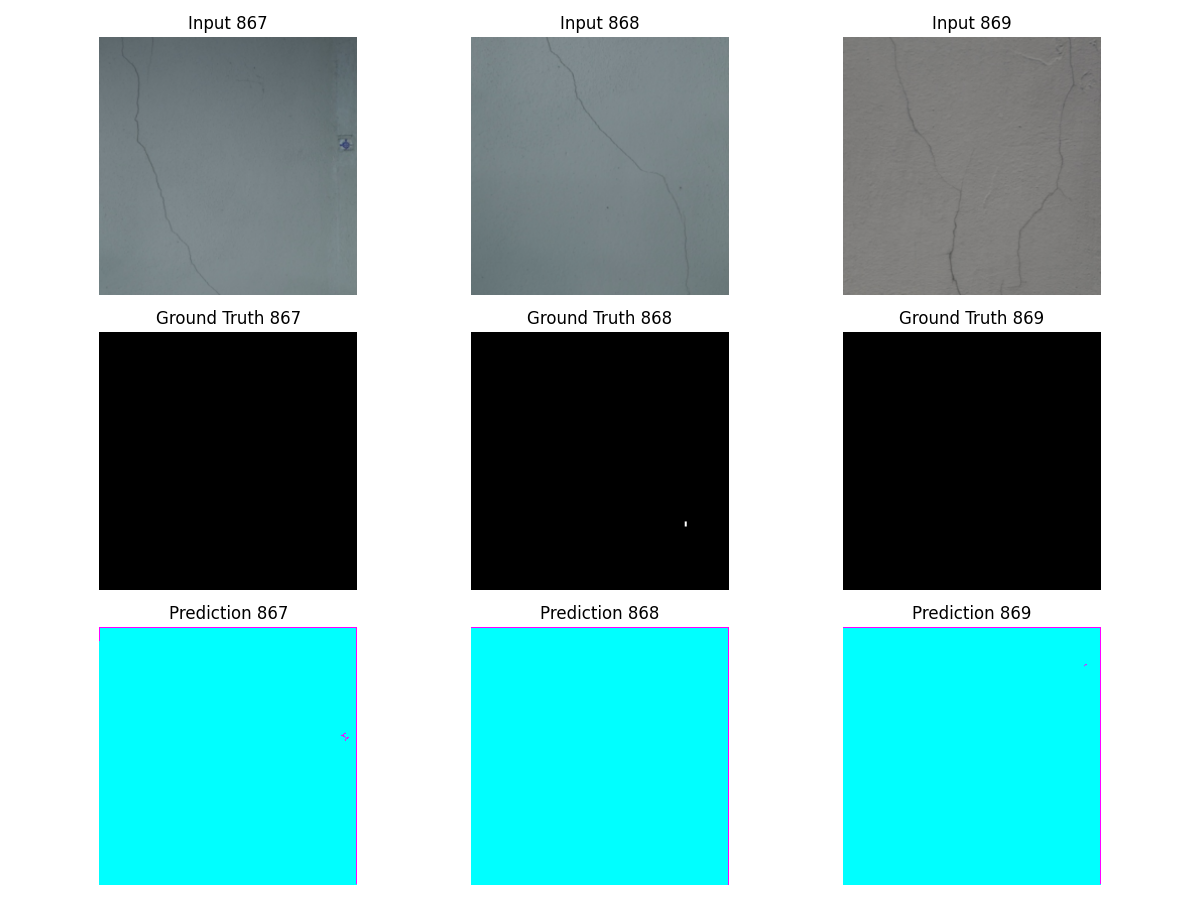 Input 867
Input 868
Input 869
Ground Truth 867
Ground Truth 868
Ground Truth 869
Prediction 867
Prediction 868
Prediction 869